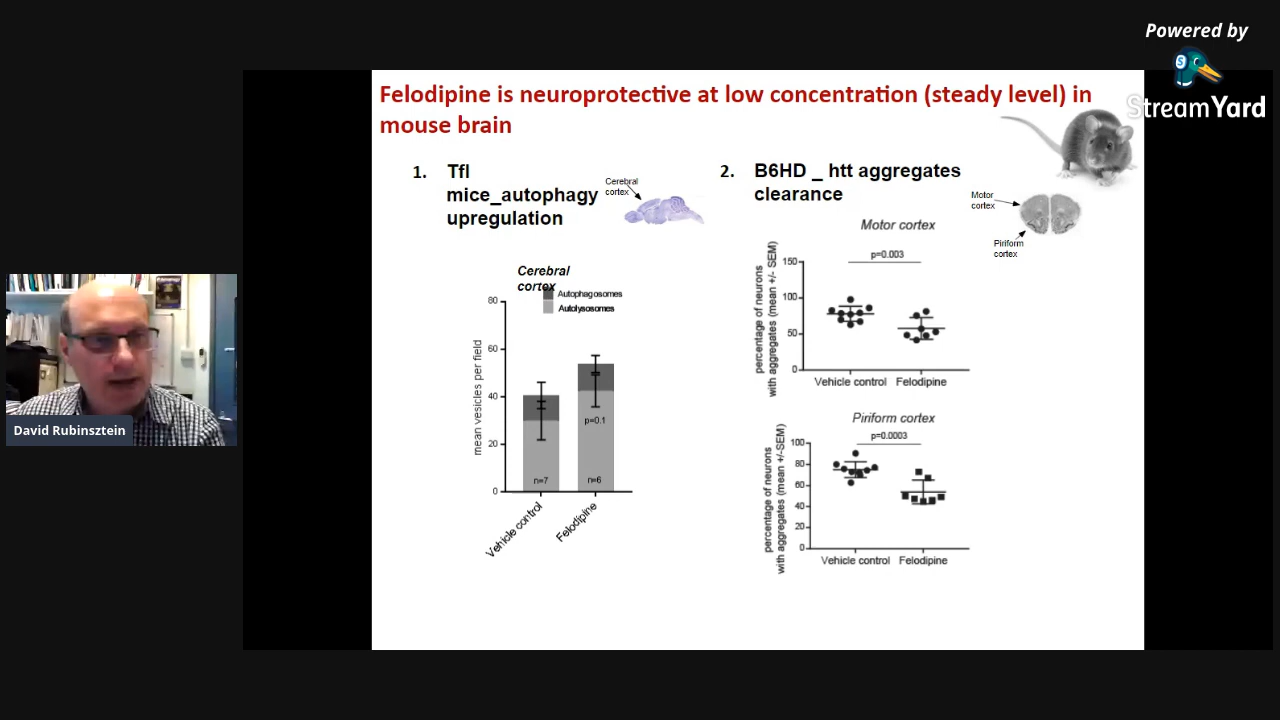 Powered by
StreamYard
Felodipine is neuroprotective at low concentration (steady level) in
mouse brain
1. Tfl
mice_autophagy
upregulation
Cerebral
cortex
Cerebral
cortex
Autophagosomes
Autolysosomes
mean vesicles per field
80
60
40
20
0
p=0.1
n=7
n=6
Vehicle control
Felodipine
2. B6HD _ htt aggregates
clearance
Motor
cortex
Piriform
cortex
Motor cortex
p=0.003
percentage of neurons
with aggregates (mean +/- SEM)
150
100
50
0
Vehicle control
Felodipine
Piriform cortex
p=0.0003
percentage of neurons
with aggregates (mean +/-SEM)
100
80
60
40
20
0
Vehicle control
Felodipine
David Rubinsztein